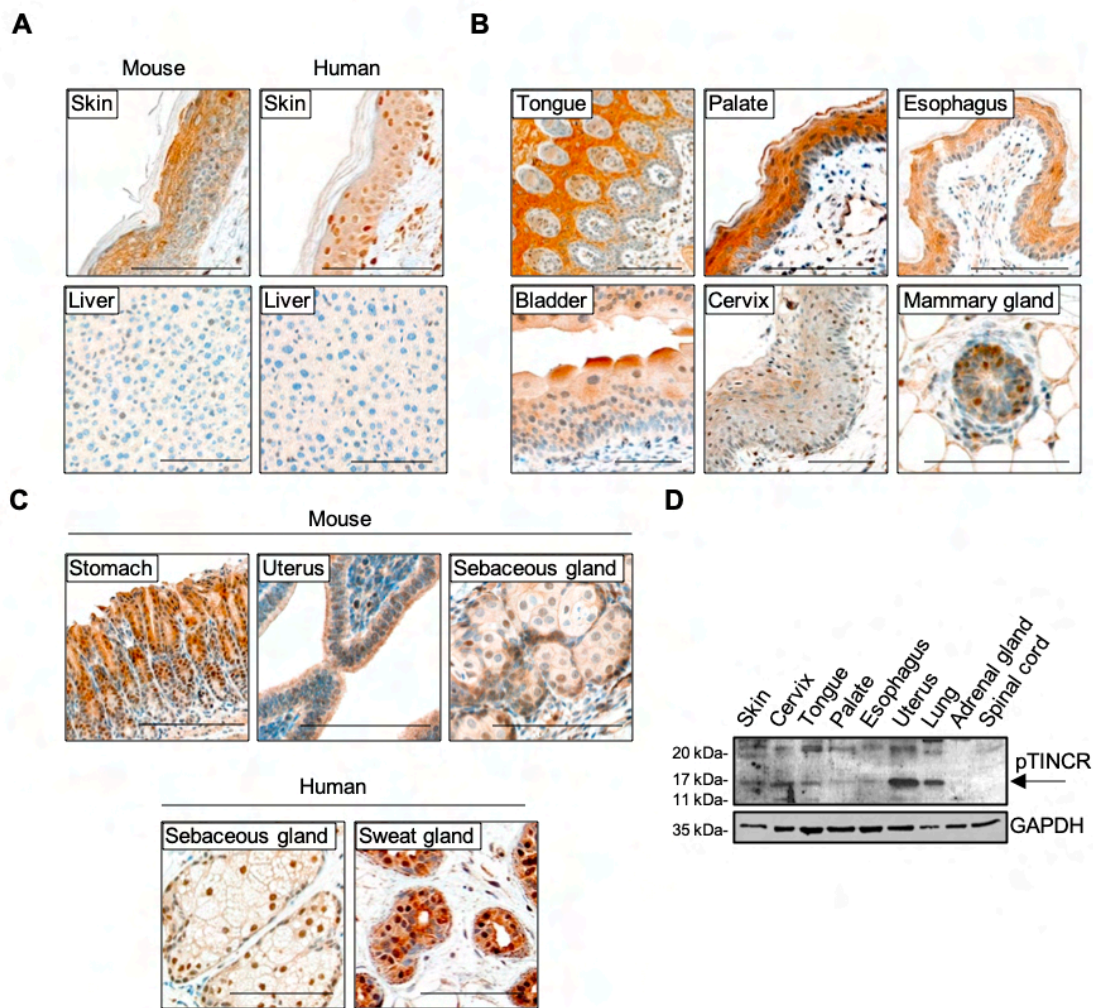 A
Mouse
Human
Skin
Skin
Liver
Liver
B
Tongue
Palate
Esophagus
Bladder
Cervix
Mammary gland
C
Mouse
Stomach
Uterus
Sebaceous gland
Human
Sebaceous gland
Sweat gland
D
Skin
Cervix
Tongue
Palate
Esophagus
Uterus
Lung
Adrenal gland
Spinal cord
20 kDa-
17 kDa-
11 kDa-
pTINCR
35 kDa-
GAPDH